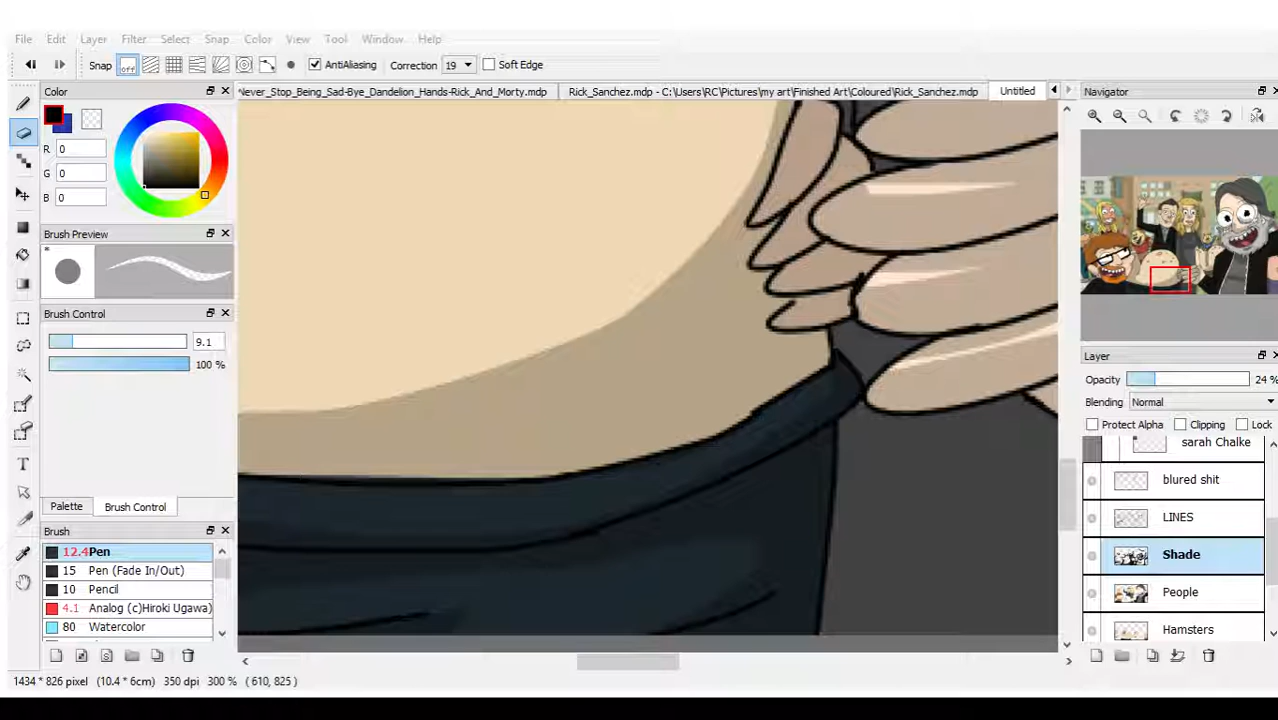 File Edit Layer Filter Select Snap Color View Tool Window Help
Snap off AntiAliasing Correction 19 Soft Edge
Color
Never_Stop_Being_Sad-Bye_Dandelion_Hands-Rick_And_Morty.mdp
Rick_Sanchez.mdp - C:\Users\RC\Pictures\my art\Finished Art\Coloured\Rick_Sanchez.mdp
Untitled
Navigator
R 0
G 0
B 0
Brush Preview
*
Brush Control
9.1
100 %
Palette
Brush Control
Brush
12.4 Pen
15 Pen (Fade In/Out)
10 Pencil
4.1 Analog (c)Hiroki Ugawa)
80 Watercolor
Layer
Opacity 24 %
Blending Normal
Protect Alpha Clipping Lock
sarah Chalke
blured shit
LINES
Shade
People
Hamsters
T
1434 * 826 pixel (10.4 * 6cm) 350 dpi 300 % ( 610, 825 )